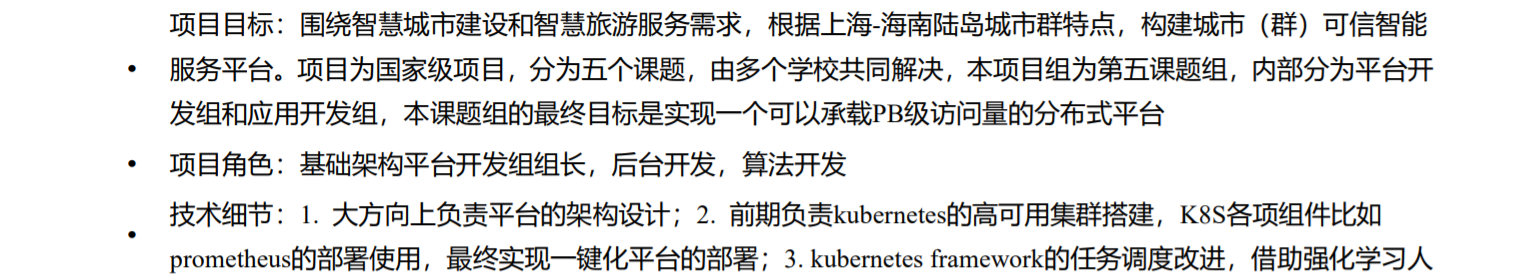 项目目标：围绕智慧城市建设和智慧旅游服务需求，根据上海-海南陆岛城市群特点，构建城市（群）可信智能
• 服务平台。项目为国家级项目，分为五个课题，由多个学校共同解决，本项目组为第五课题组，内部分为平台开
发组和应用开发组，本课题组的最终目标是实现一个可以承载PB级访问量的分布式平台
• 项目角色：基础架构平台开发组组长，后台开发，算法开发
技术细节：1. 大方向上负责平台的架构设计；2. 前期负责kubernetes的高可用集群搭建，K8S各项组件比如
• prometheus的部署使用，最终实现一键化平台的部署；3. kubernetes framework的任务调度改进，借助强化学习人